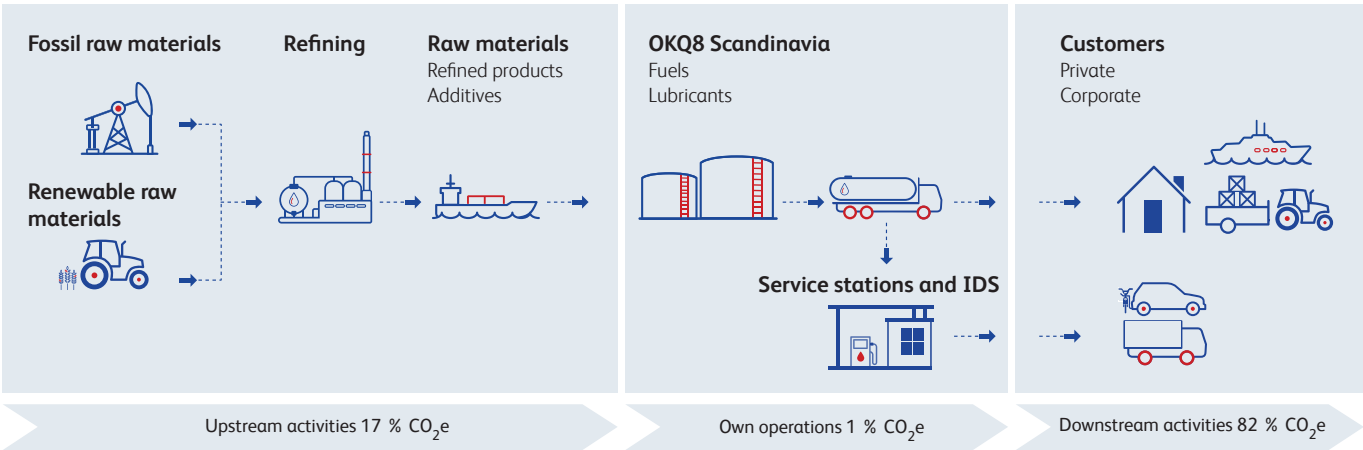 Fossil raw materials
Renewable raw
materials
Refining
Raw materials
Refined products
Additives
OKQ8 Scandinavia
Fuels
Lubricants
Service stations and IDS
Customers
Private
Corporate
Upstream activities 17 % CO₂e
Own operations 1 % CO₂e
Downstream activities 82 % CO₂e